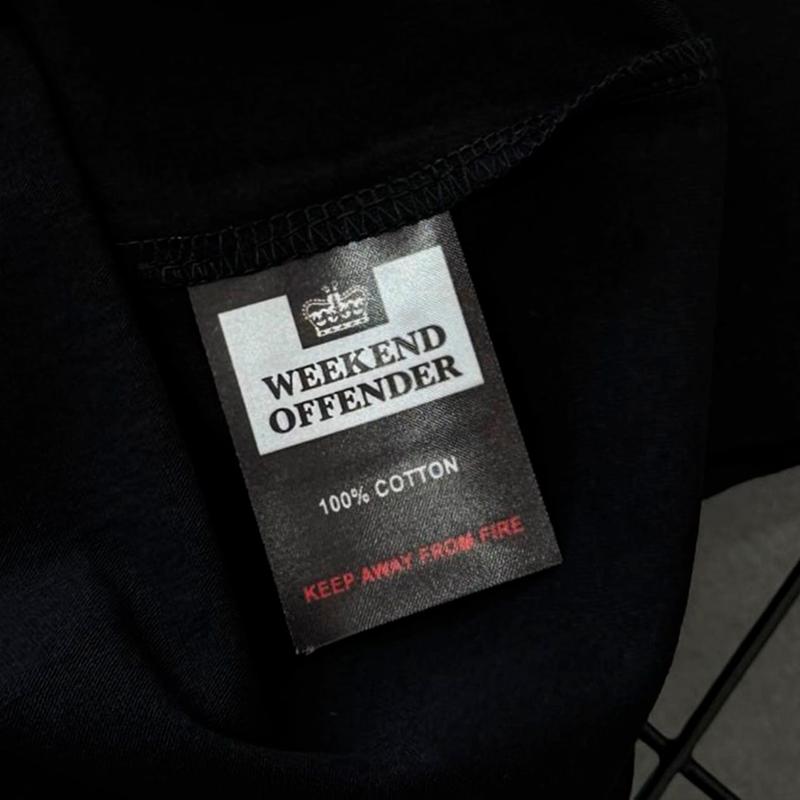 WEEKEND
OFFENDER
100% COTTON
KEEP AWAY FROM FIRE